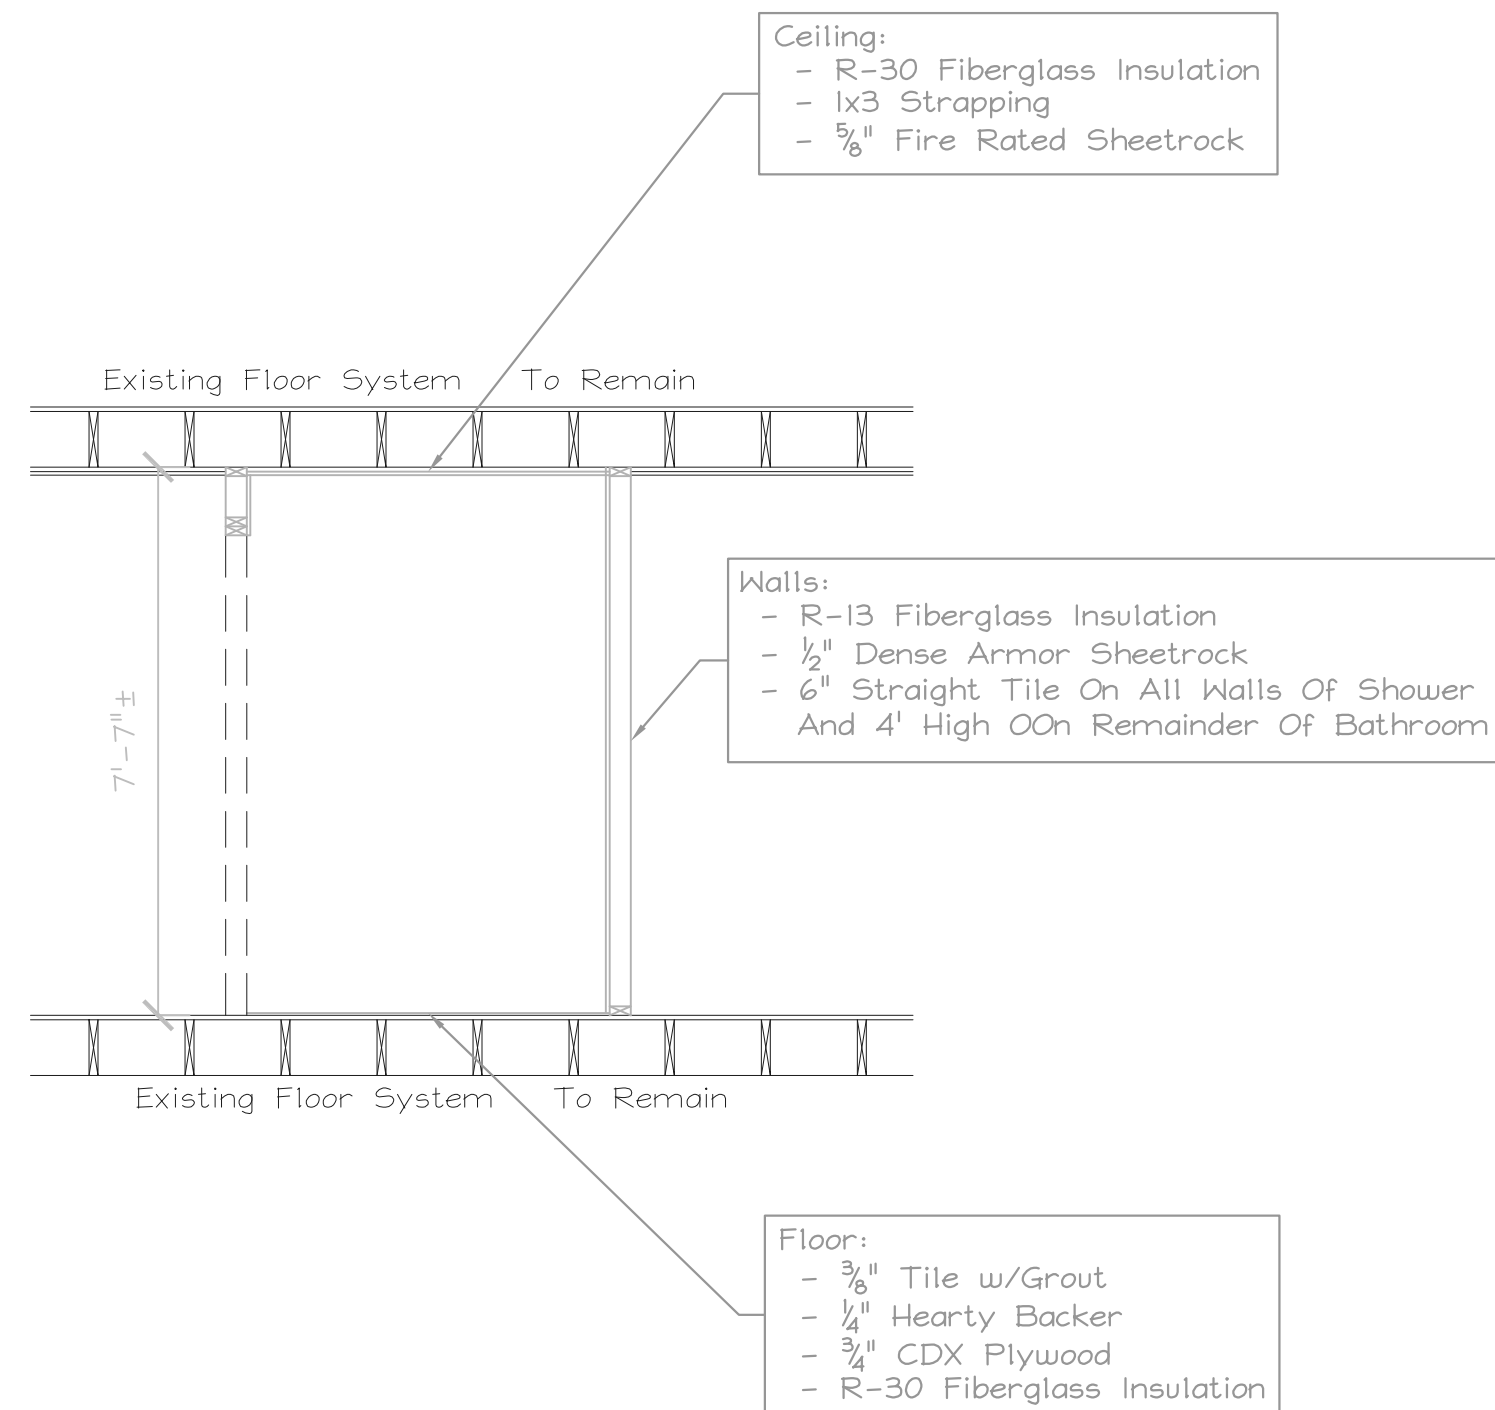 Ceiling:
- R-30 Fiberglass Insulation
- 1x3 Strapping
- 5/8" Fire Rated Sheetrock
Existing Floor System To Remain
Walls:
- R-13 Fiberglass Insulation
- 1/2" Dense Armor Sheetrock
- 6" Straight Tile On All Walls Of Shower
And 4' High OOn Remainder Of Bathroom
7'-7"±
Existing Floor System To Remain
Floor:
- 3/8" Tile w/Grout
- 1/4" Hearty Backer
- 3/4" CDX Plywood
- R-30 Fiberglass Insulation